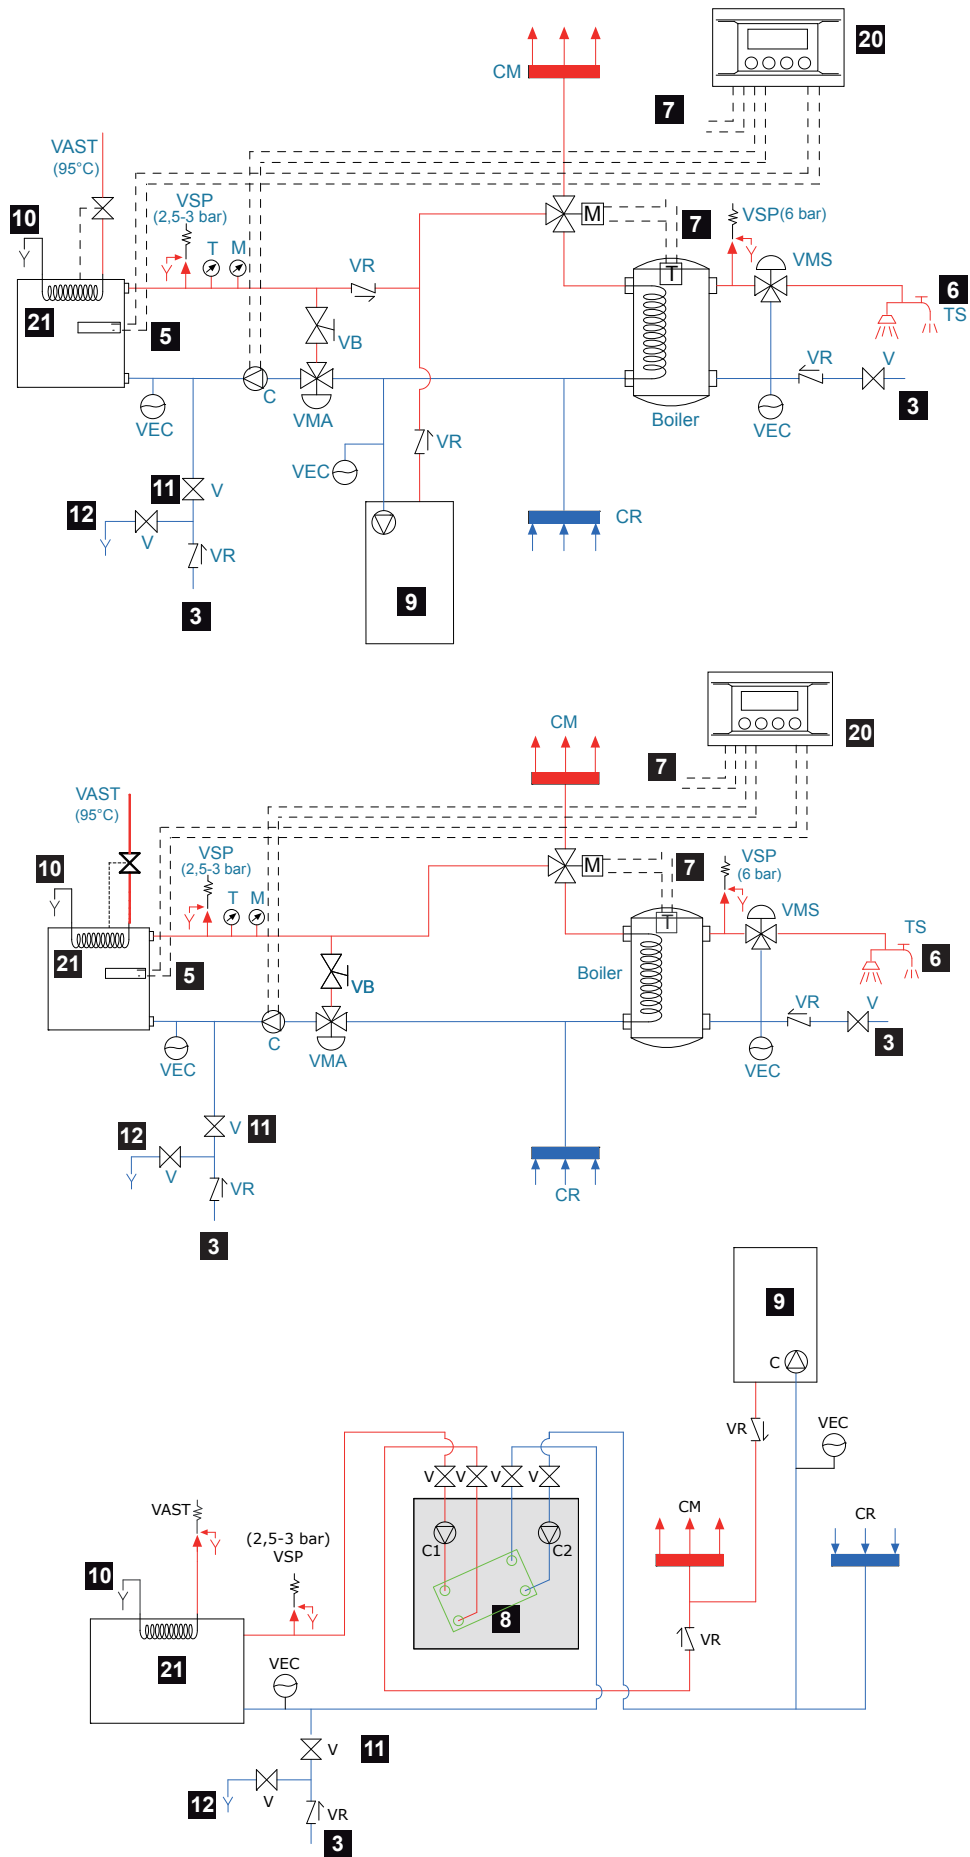 20
CM
7
VAST
(95°C)
VSP
(2,5-3 bar)
10
T M
M
7
VSP (6 bar)
VR
VMS
T
21
5
6
TS
VB
VR V
C
VMA
3
VEC
Boiler
VEC
VR
VEC
11
V
12
CR
V
VR
9
3
CM
20
7
VAST
(95°C)
VSP
(2,5-3 bar)
M
7
VSP
(6 bar)
10
T M
VMS
T
TS
21
5
Boiler
6
VB
VR V
C
VMA
3
VEC
VEC
12
V
11
V
VR
CR
3
9
C
VR
VEC
V V V V
VAST
CM
CR
(2,5-3 bar)
VSP
C1
C2
10
8
VR
21
VEC
V
11
12
V
VR
3